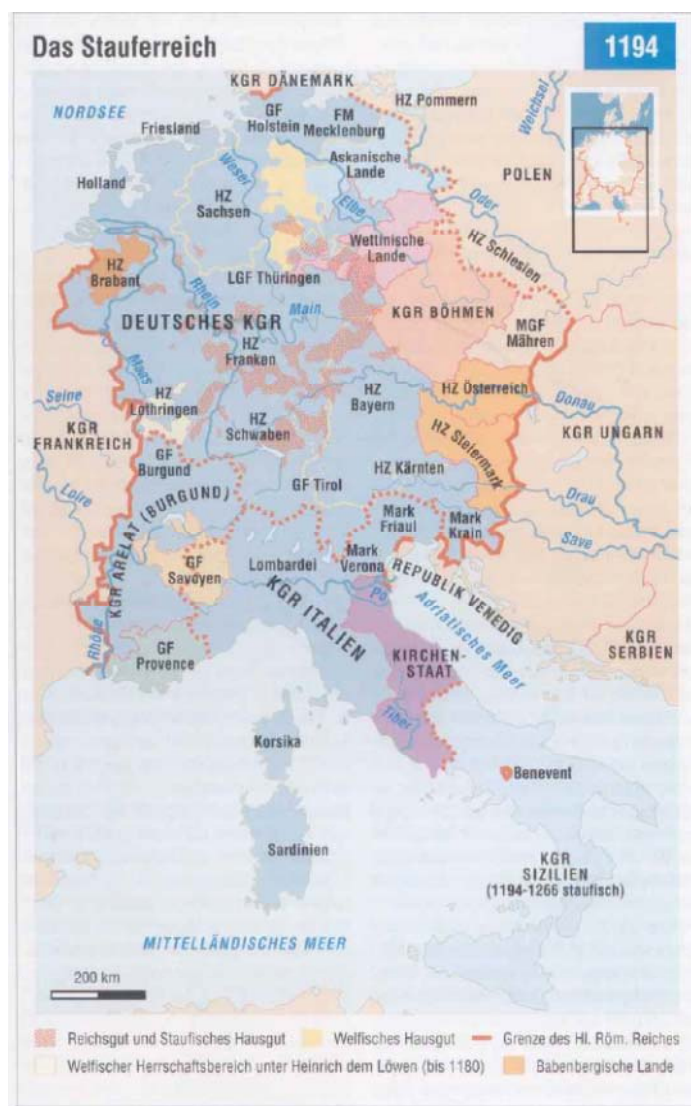 Das Stauferreich
1194
KGR DÄNEMARK
NORDSEE
Friesland
GF
Holstein
FM
Mecklenburg
HZ Pommern
Weichsel
Holland
Weser
Askanische
Lande
POLEN
HZ
Sachsen
Elbe
Oder
HZ
Brabant
Rhein
LGF Thüringen
Wettinische
Lande
HZ Schlesien
DEUTSCHES KGR
Main
KGR BÖHMEN
MGF
Mähren
HZ
Franken
Maas
Seine
HZ
Lothringen
HZ
Bayern
HZ Österreich
Donau
KGR
FRANKREICH
HZ
Schwaben
HZ Steiermark
KGR UNGARN
GF
Burgund
Loire
GF Tirol
HZ Kärnten
Drau
KGR ARELAT (BURGUND)
Mark
Friaul
Mark
Krain
Save
GF
Savoyen
Lombardei
Mark
Verona
REPUBLIK VENEDIG
KGR ITALIEN
Po
Adriatisches Meer
Rhône
GF
Provence
KIRCHEN-
STAAT
KGR
SERBIEN
Tiber
Korsika
Benevent
Sardinien
KGR
SIZILIEN
(1194-1266 staufisch)
MITTELLÄNDISCHES MEER
200 km
Reichsgut und Staufisches Hausgut
Welfisches Hausgut
Grenze des Hl. Röm. Reiches
Welfischer Herrschaftsbereich unter Heinrich dem Löwen (bis 1180)
Babenbergische Lande